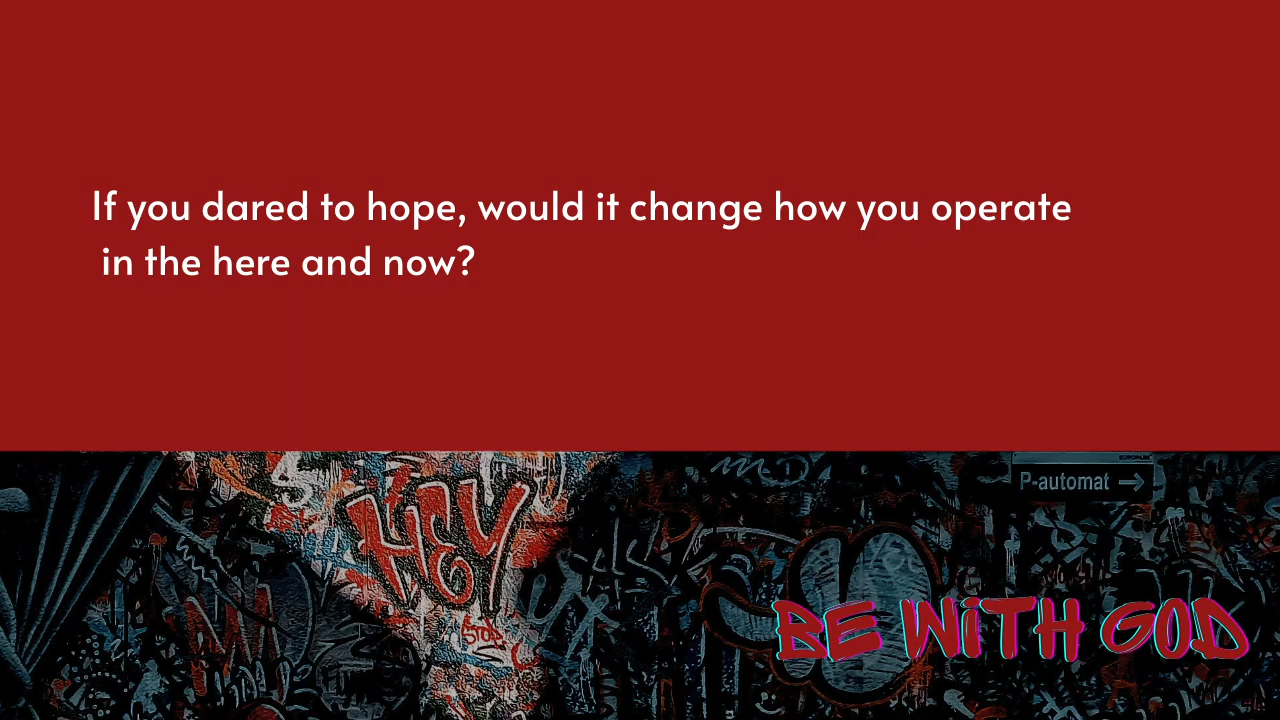 If you dared to hope, would it change how you operate
in the here and now?
EUROPARK
P-automat →
HEY
STOP
BE WITH GOD